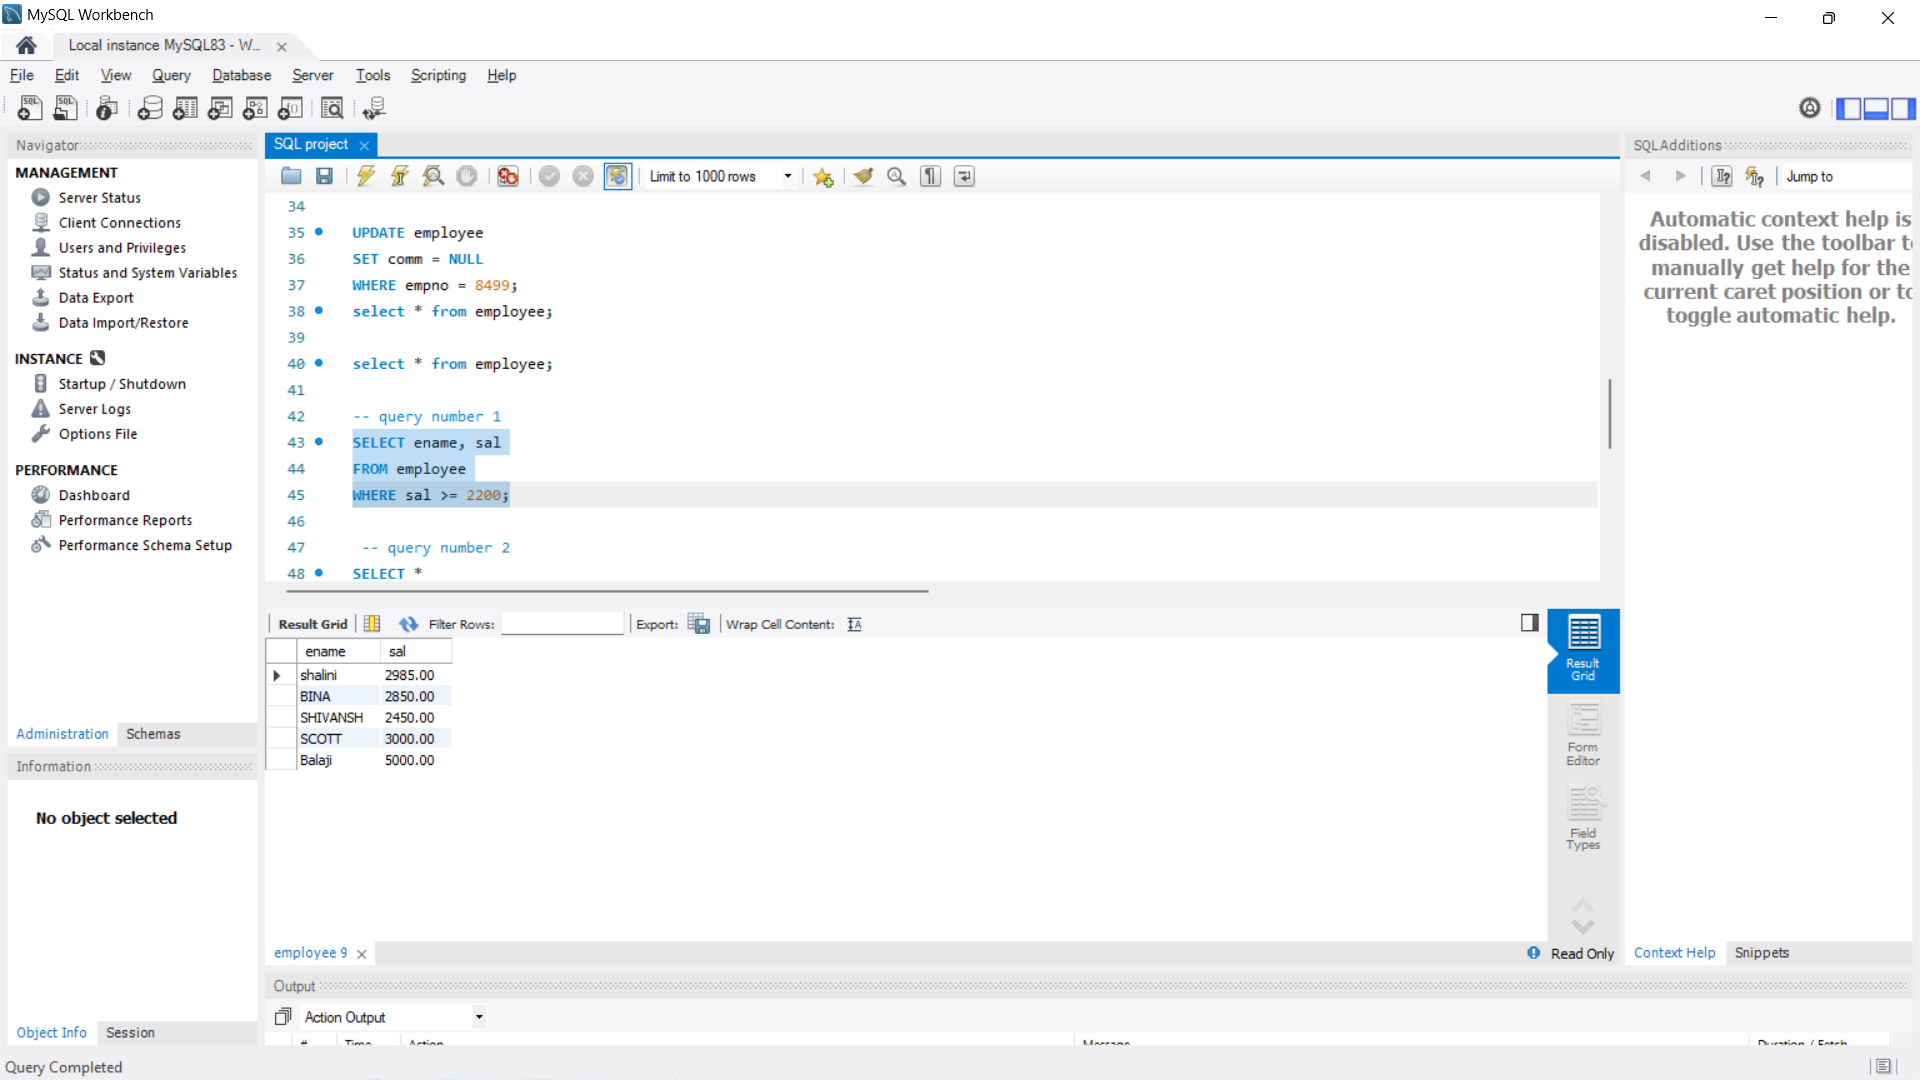 MySQL Workbench
Local instance MySQL83 - W...
File Edit View Query Database Server Tools Scripting Help
Navigator
MANAGEMENT
Server Status
Client Connections
Users and Privileges
Status and System Variables
Data Export
Data Import/Restore
INSTANCE
Startup / Shutdown
Server Logs
Options File
PERFORMANCE
Dashboard
Performance Reports
Performance Schema Setup
Administration Schemas
Information
No object selected
Object Info Session
Query Completed
SQL project
Limit to 1000 rows
34
35 UPDATE employee
36 SET comm = NULL
37 WHERE empno = 8499;
38 select * from employee;
39
40 select * from employee;
41
42 -- query number 1
43 SELECT ename, sal
44 FROM employee
45 WHERE sal >= 2200;
46
47 -- query number 2
48 SELECT *
Result Grid Filter Rows: Export: Wrap Cell Content:
ename sal
shalini 2985.00
BINA 2850.00
SHIVANSH 2450.00
SCOTT 3000.00
Balaji 5000.00
Result
Grid
Form
Editor
Field
Types
employee 9
Read Only
Output
Action Output
# Time Action Message Duration / Fetch
SQLAdditions
Jump to
Automatic context help is
disabled. Use the toolbar to
manually get help for the
current caret position or to
toggle automatic help.
Context Help Snippets